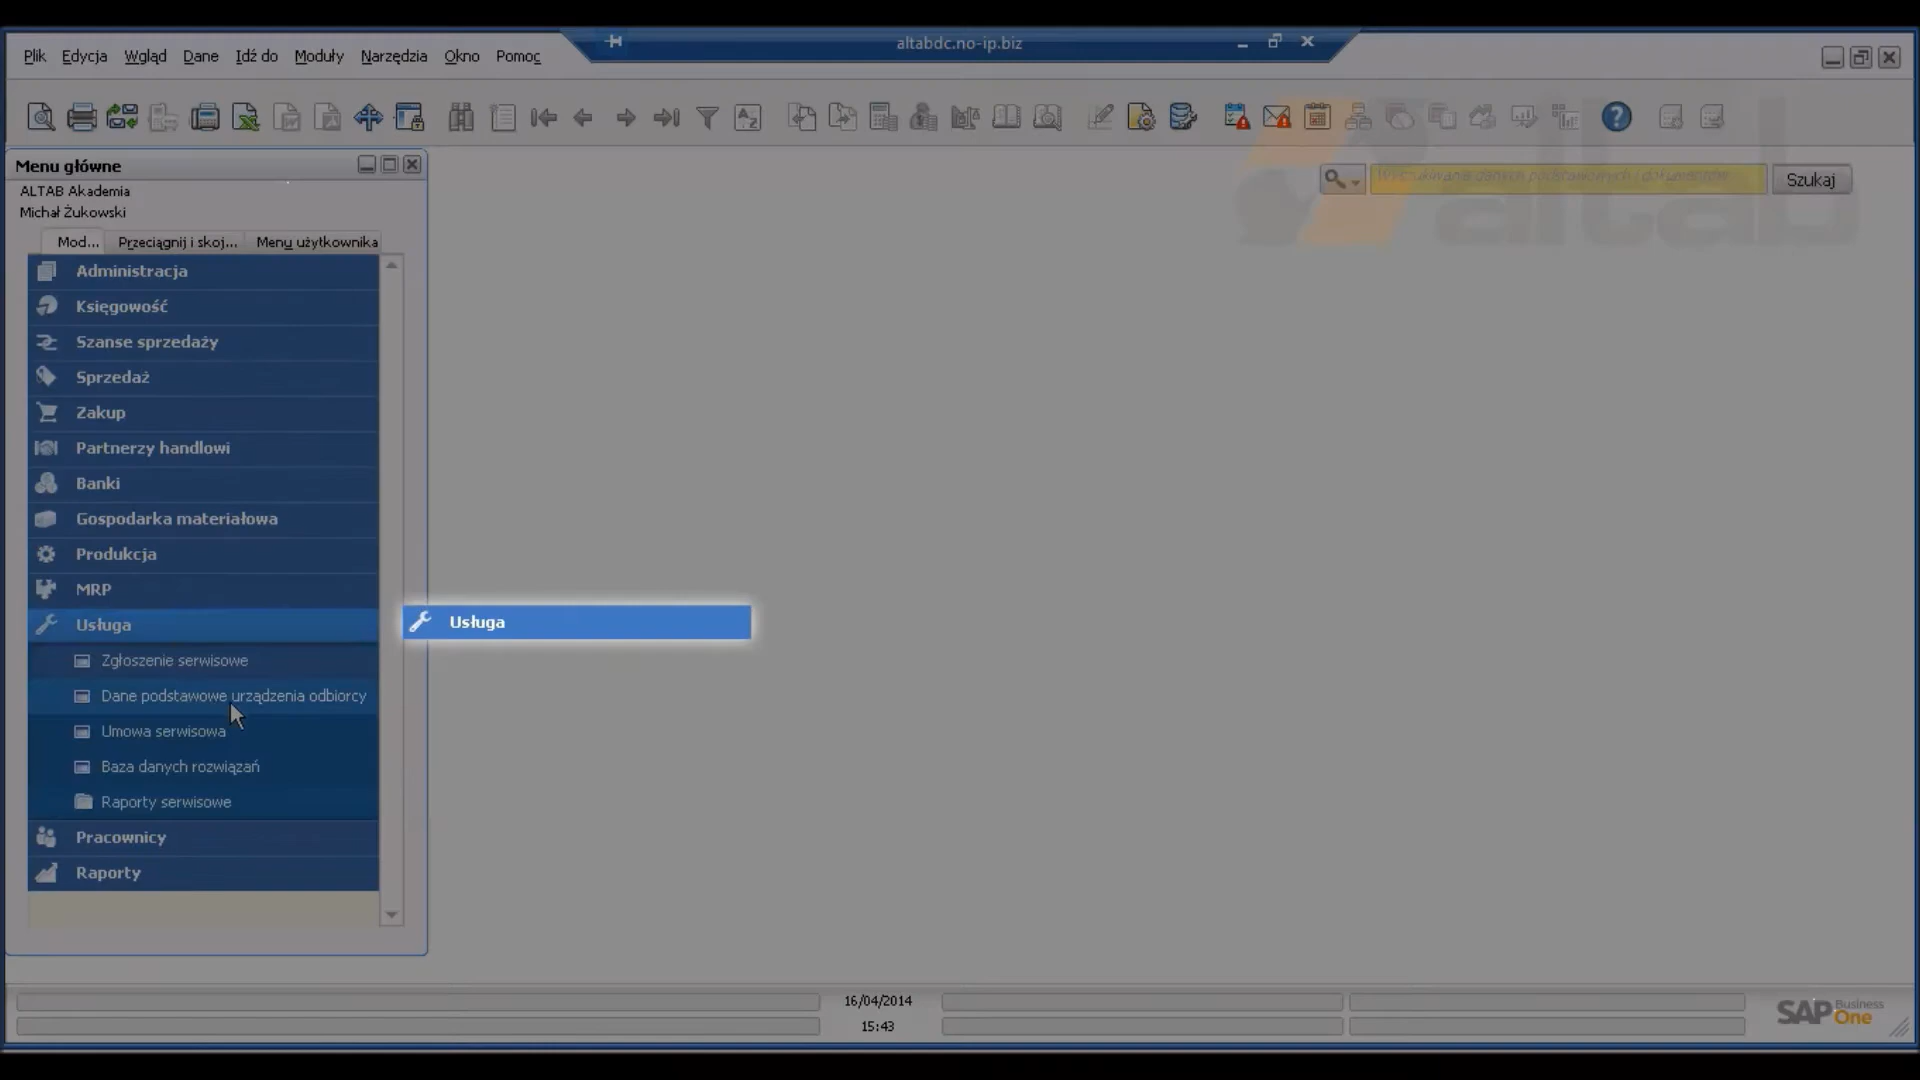 altabdc.no-ip.biz
Plik Edycja Wgląd Dane Idź do Moduły Narzędzia Okno Pomoc
Menu główne
ALTAB Akademia
Michał Żukowski
Mod... Przeciągnij i skoj... Menu użytkownika
Szukaj
altab
Administracja
Księgowość
Szanse sprzedaży
Sprzedaż
Zakup
Partnerzy handlowi
Banki
Gospodarka materiałowa
Produkcja
MRP
Usługa
Usługa
Zgłoszenie serwisowe
Dane podstawowe urządzenia odbiorcy
Umowa serwisowa
Baza danych rozwiązań
Raporty serwisowe
Pracownicy
Raporty
16/04/2014
15:43
SAP Business One